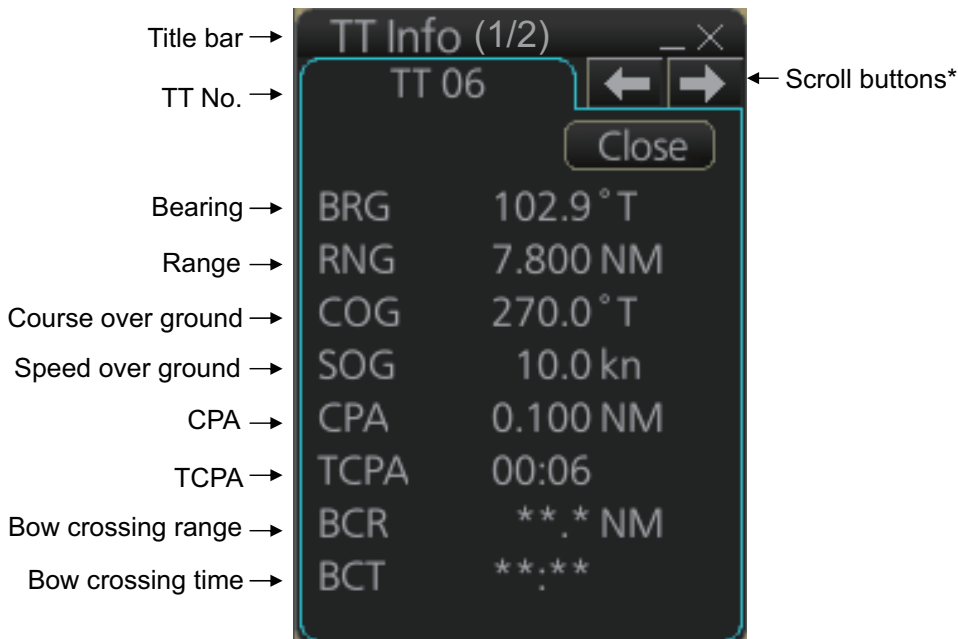 Title bar → TT Info (1/2) _ ×
TT No. → TT 06 ← → ← Scroll buttons*
Close
Bearing → BRG 102.9°T
Range → RNG 7.800 NM
Course over ground → COG 270.0°T
Speed over ground → SOG 10.0 kn
CPA → CPA 0.100 NM
TCPA → TCPA 00:06
Bow crossing range → BCR **.* NM
Bow crossing time → BCT **:**